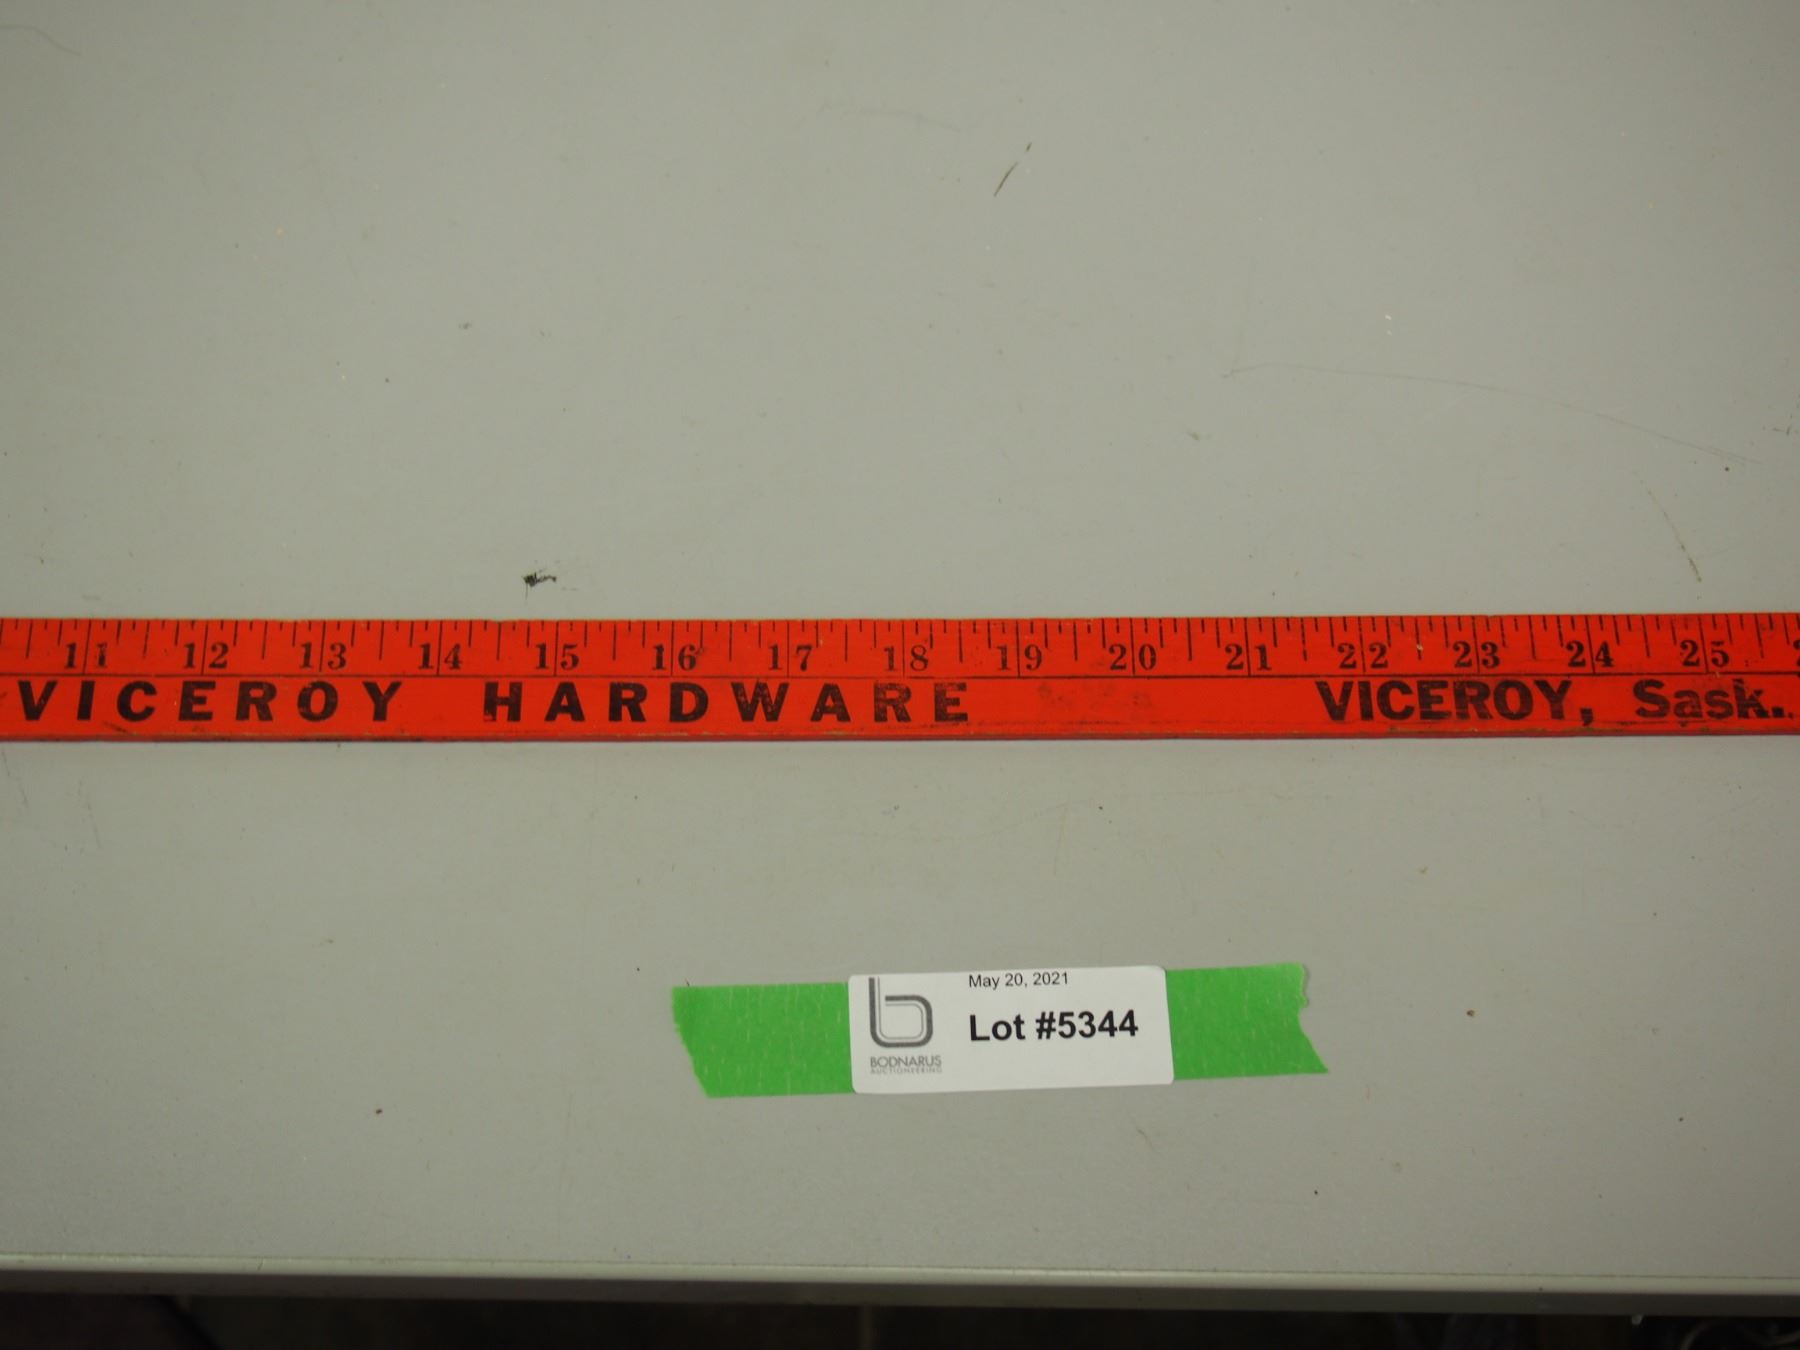 11 12 13 14 15 16 17 18 19 20 21 22 23 24 25
VICEROY HARDWARE VICEROY, Sask.
May 20, 2021
Lot #5344
BODNARUS
AUCTIONEERING